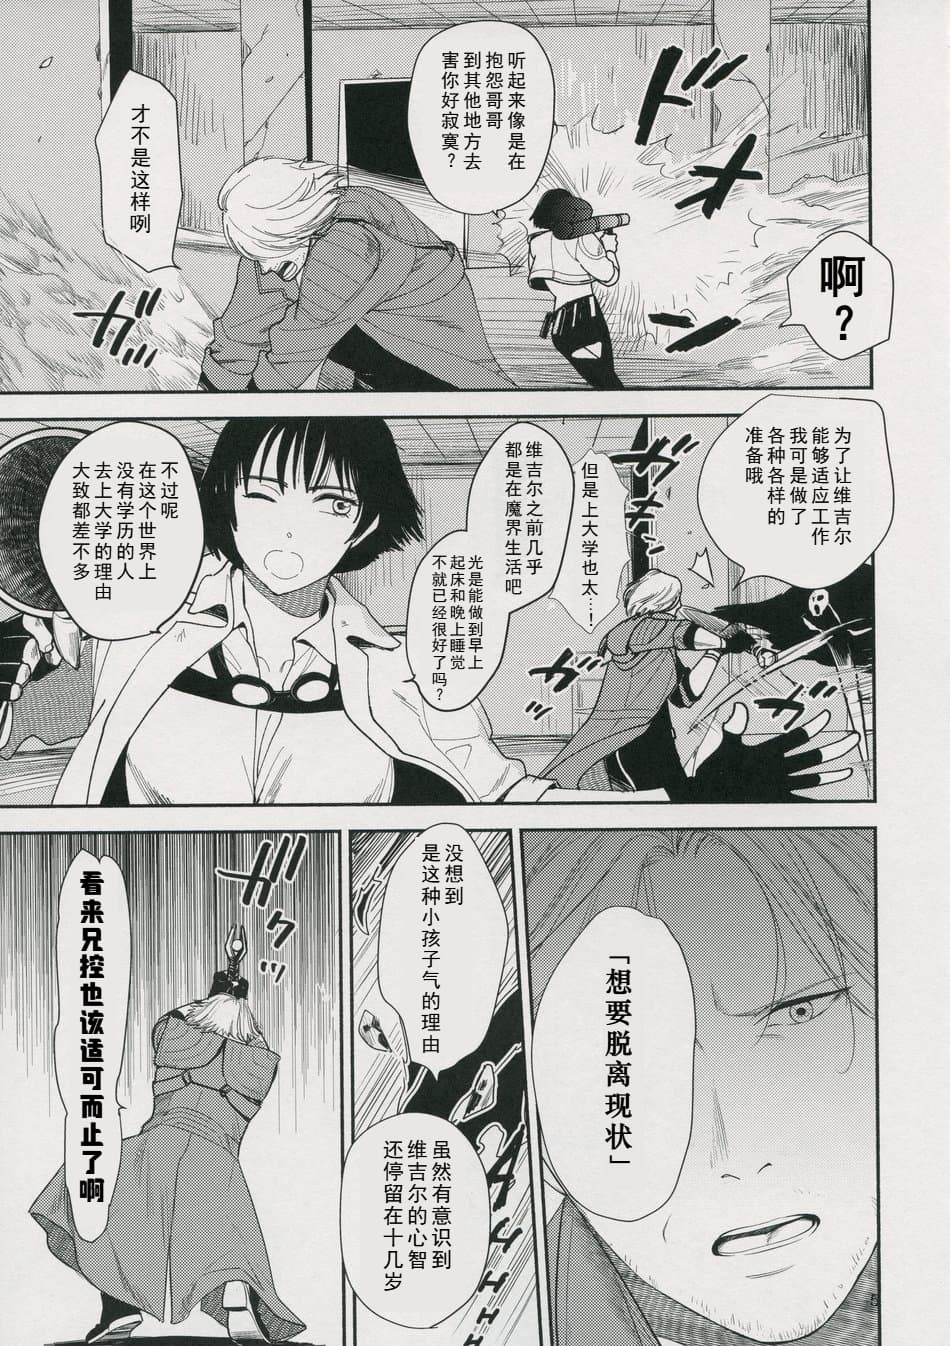 听起来像是在
抱怨哥哥
到其他地方去
害你好寂寞？
啊？
才不是这样咧
为了让维吉尔
能够适应工作
我可是做了
各种各样的
准备哦
但是上大学也太…！
维吉尔之前几乎
都是在魔界生活吧
光是能做到早上
起床和晚上睡觉
不就已经很好了吗？
不过呢
在这个世界上
没有学历的人
去上大学的理由
大致都差不多
「想要脱离现状」
没想到
是这种小孩子气的理由
虽然有意识到
维吉尔的心智
还停留在十几岁
看来兄控也该适可而止了啊
5